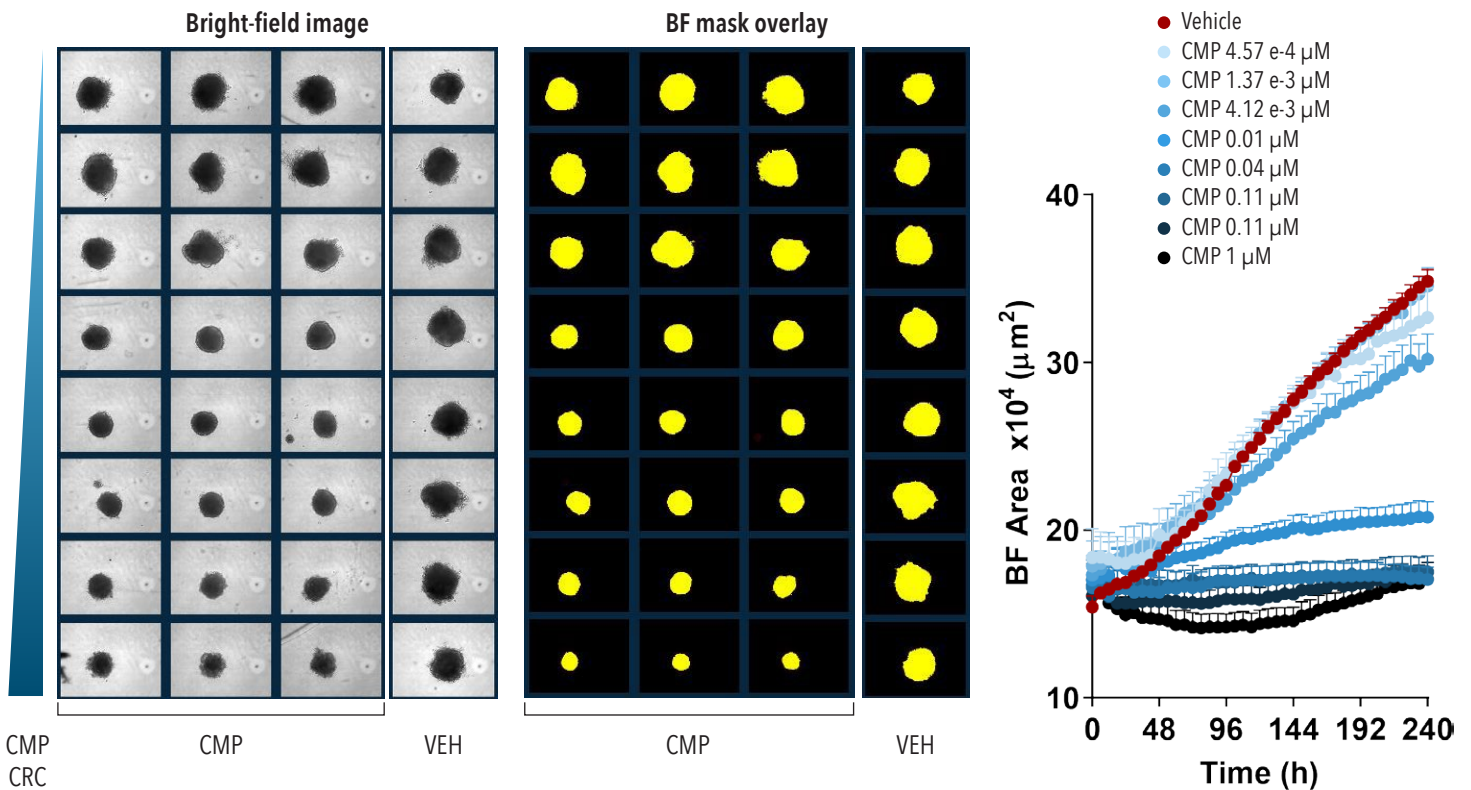 Bright-field image
BF mask overlay
Vehicle
CMP 4.57 e-4 µM
CMP 1.37 e-3 µM
CMP 4.12 e-3 µM
CMP 0.01 µM
CMP 0.04 µM
CMP 0.11 µM
CMP 0.11 µM
CMP 1 µM
CMP
CRC
CMP
VEH
CMP
VEH
BF Area x10⁴ (µm²)
40
30
20
10
0 48 96 144 192 240
Time (h)